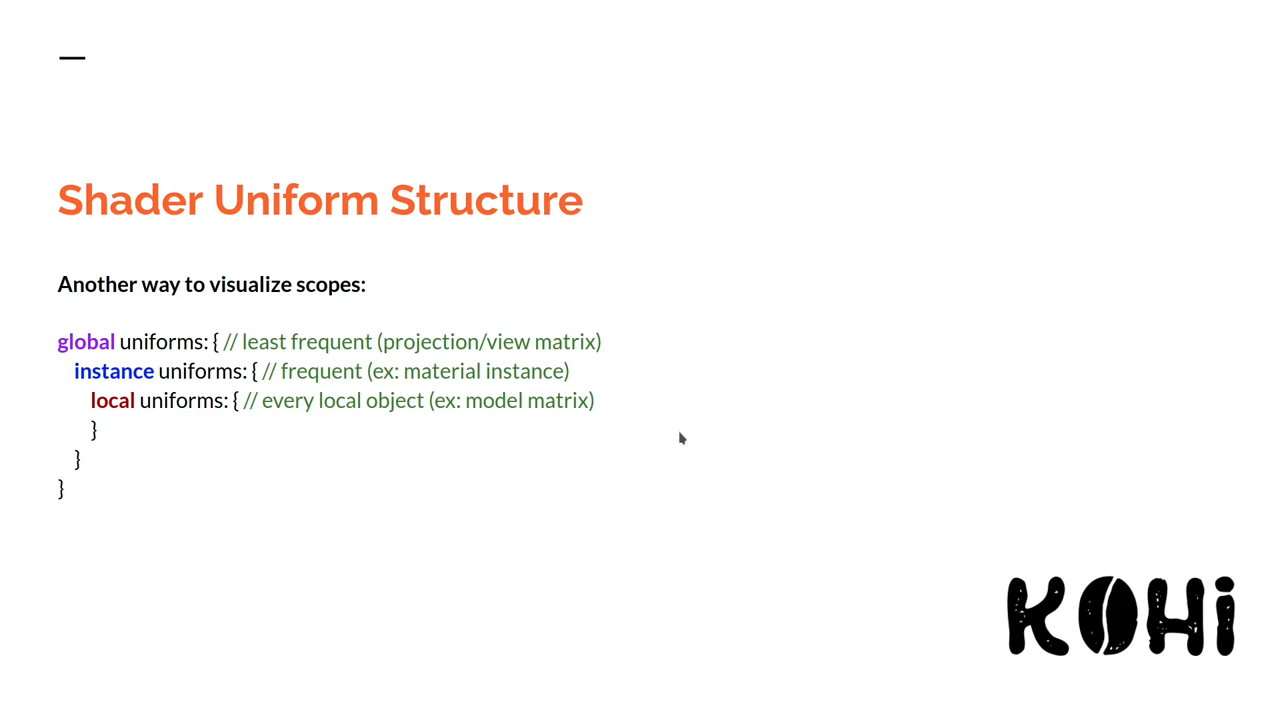 Shader Uniform Structure
Another way to visualize scopes:
global uniforms: { // least frequent (projection/view matrix)
instance uniforms: { // frequent (ex: material instance)
local uniforms: { // every local object (ex: model matrix)
}
}
}
KOHi